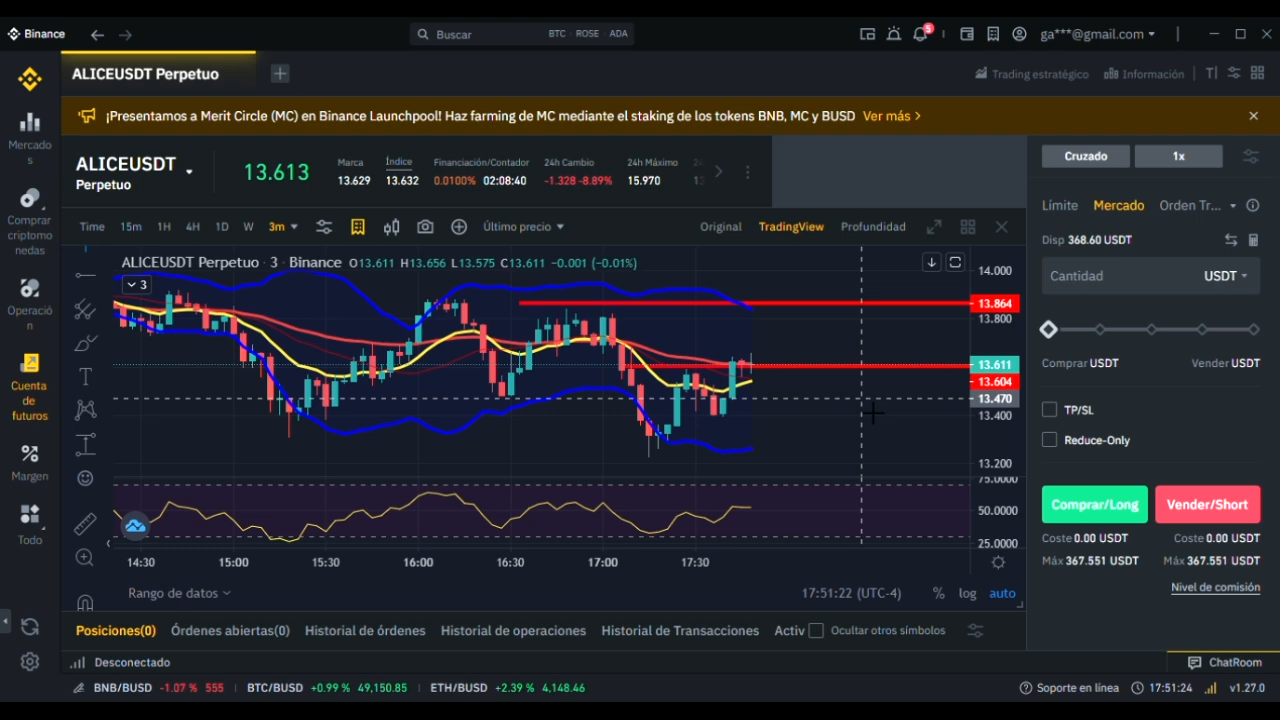 Binance
Buscar
BTC · ROSE · ADA
5
ga***@gmail.com
ALICEUSDT Perpetuo
Trading estratégico
Información
¡Presentamos a Merit Circle (MC) en Binance Launchpool! Haz farming de MC mediante el staking de los tokens BNB, MC y BUSD Ver más
Mercado
s
Comprar
criptomo
nedas
Operació
n
Cuenta
de
futuros
Margen
Todo
ALICEUSDT
Perpetuo
13.613
Marca
13.629
Índice
13.632
Financiación/Contador
0.0100% 02:08:40
24h Cambio
-1.328 -8.89%
24h Máximo
15.970
Time 15m 1H 4H 1D W 3m
Último precio
Original TradingView Profundidad
ALICEUSDT Perpetuo · 3 · Binance O13.611 H13.656 L13.575 C13.611 -0.001 (-0.01%)
3
14.000
13.864
13.800
13.611
13.604
13.470
13.400
13.200
75.0000
50.0000
25.0000
14:30 15:00 15:30 16:00 16:30 17:00 17:30
Rango de datos
17:51:22 (UTC-4) % log auto
Posiciones(0) Órdenes abiertas(0) Historial de órdenes Historial de operaciones Historial de Transacciones Activ Ocultar otros símbolos
Cruzado 1x
Límite Mercado Orden Tr...
Disp 368.60 USDT
Cantidad USDT
Comprar USDT Vender USDT
TP/SL
Reduce-Only
Comprar/Long Vender/Short
Coste 0.00 USDT Coste 0.00 USDT
Máx 367.551 USDT Máx 367.551 USDT
Nivel de comisión
Desconectado
ChatRoom
BNB/BUSD -1.07 % 555 BTC/BUSD +0.99 % 49,150.85 ETH/BUSD +2.39 % 4,148.46
Soporte en línea 17:51:24 v1.27.0